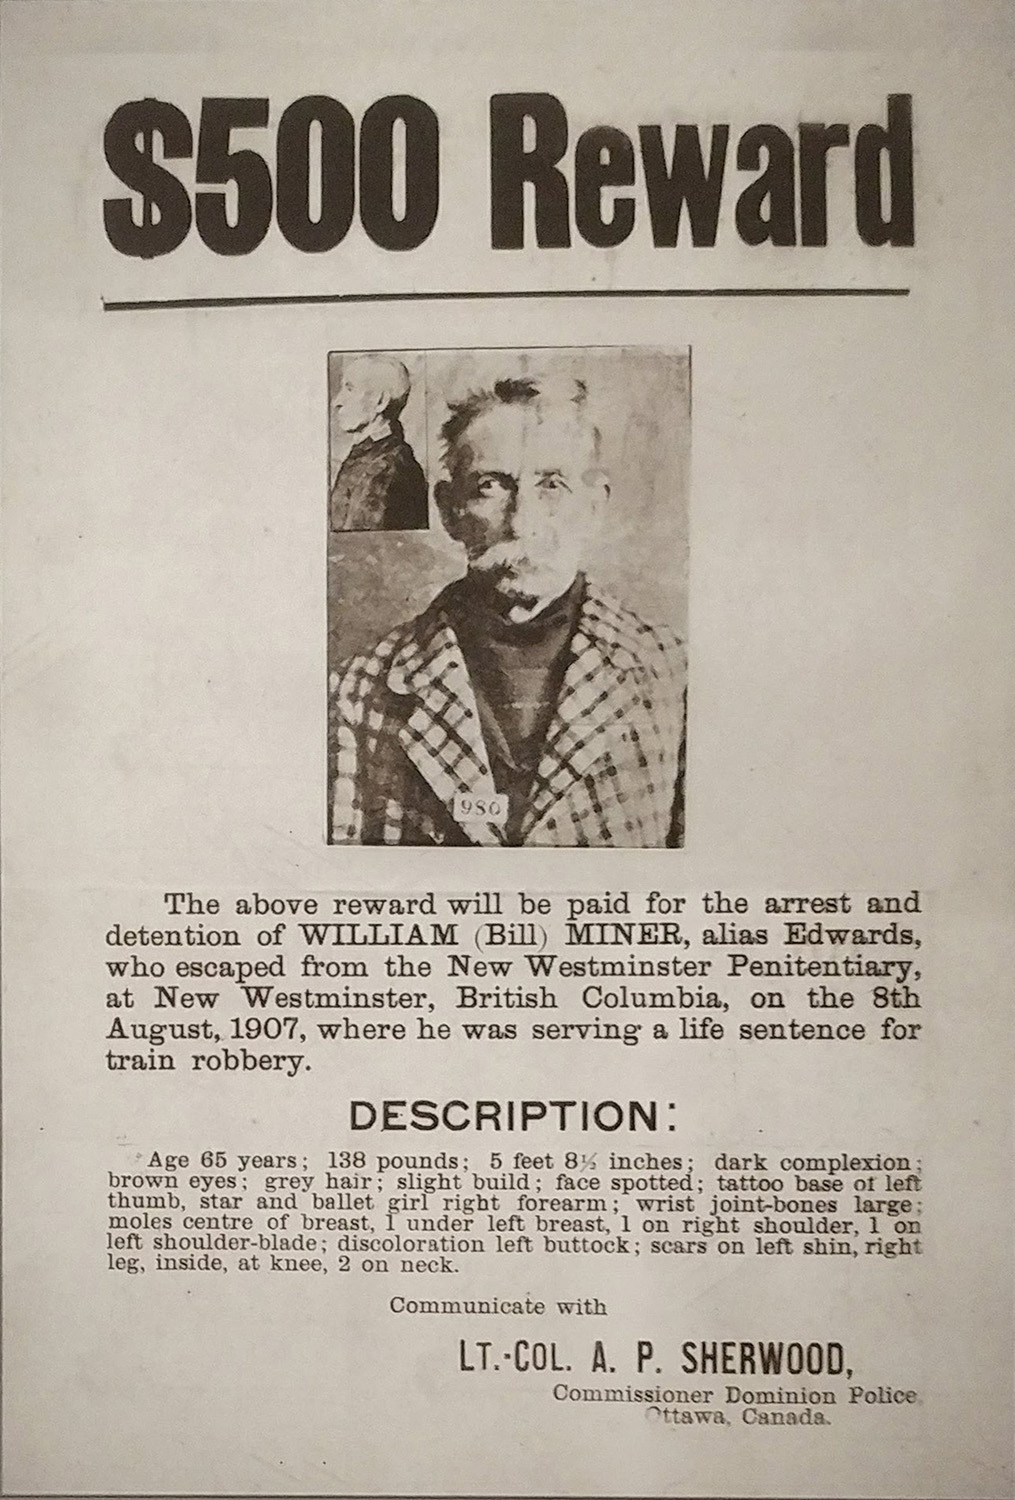 $500 Reward
980
The above reward will be paid for the arrest and
detention of WILLIAM (Bill) MINER, alias Edwards,
who escaped from the New Westminster Penitentiary,
at New Westminster, British Columbia, on the 8th
August, 1907, where he was serving a life sentence for
train robbery.
DESCRIPTION:
Age 65 years; 138 pounds; 5 feet 8½ inches; dark complexion;
brown eyes; grey hair; slight build; face spotted; tattoo base of left
thumb, star and ballet girl right forearm; wrist joint-bones large;
moles centre of breast, 1 under left breast, 1 on right shoulder, 1 on
left shoulder-blade; discoloration left buttock; scars on left shin, right
leg, inside, at knee, 2 on neck.
Communicate with
LT.-COL. A. P. SHERWOOD,
Commissioner Dominion Police
Ottawa, Canada.